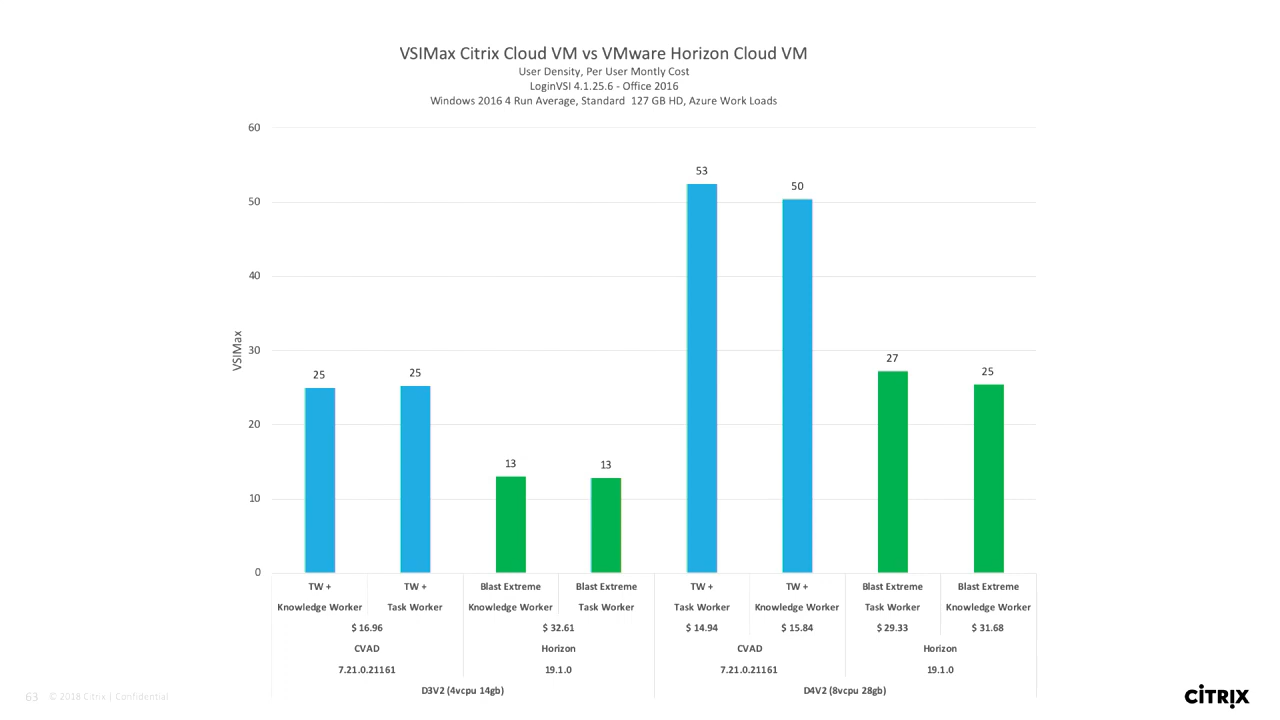 VSIMax Citrix Cloud VM vs VMware Horizon Cloud VM
User Density, Per User Montly Cost
LoginVSI 4.1.25.6 - Office 2016
Windows 2016 4 Run Average, Standard 127 GB HD, Azure Work Loads
60
50
40
30
20
10
0
VSIMax
25
25
13
13
53
50
27
25
TW + Knowledge Worker
TW + Task Worker
Blast Extreme Knowledge Worker
Blast Extreme Task Worker
TW + Task Worker
TW + Knowledge Worker
Blast Extreme Task Worker
Blast Extreme Knowledge Worker
$ 16.96
$ 32.61
$ 14.94
$ 15.84
$ 29.33
$ 31.68
CVAD
Horizon
CVAD
Horizon
7.21.0.21161
19.1.0
7.21.0.21161
19.1.0
D3V2 (4vcpu 14gb)
D4V2 (8vcpu 28gb)
63 © 2018 Citrix | Confidential
CITRIX